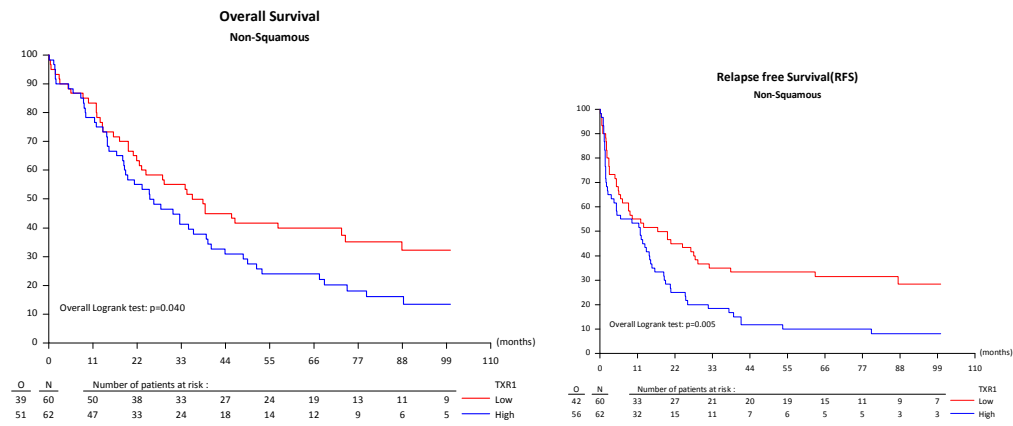 Overall Survival
Non-Squamous
100
90
80
70
60
50
40
30
20
10
0
Overall Logrank test: p=0.040
0 11 22 33 44 55 66 77 88 99 110
(months)
O N Number of patients at risk : TXR1
39 60 50 38 33 27 24 19 13 11 9 Low
51 62 47 33 24 18 14 12 9 6 5 High
Relapse free Survival(RFS)
Non-Squamous
100
90
80
70
60
50
40
30
20
10
0
Overall Logrank test: p=0.005
(months)
0 11 22 33 44 55 66 77 88 99 110
O N Number of patients at risk : TXR1
42 60 33 27 21 20 19 15 11 9 7 Low
56 62 32 15 11 7 6 5 5 3 3 High